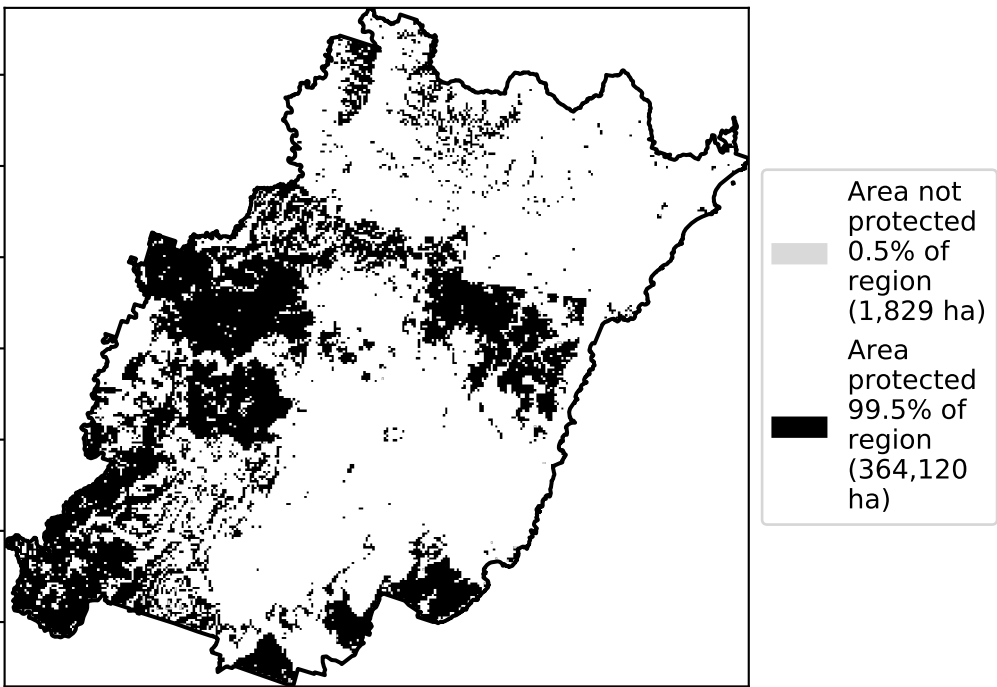 Area not
protected
0.5% of
region
(1,829 ha)
Area
protected
99.5% of
region
(364,120
ha)